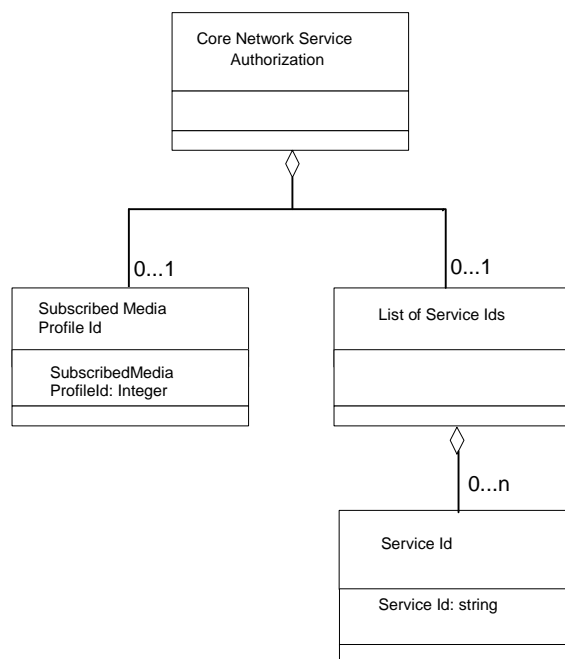 Core Network Service
Authorization
0...1
0...1
Subscribed Media
Profile Id
SubscribedMedia
ProfileId: Integer
List of Service Ids
0...n
Service Id
Service Id: string